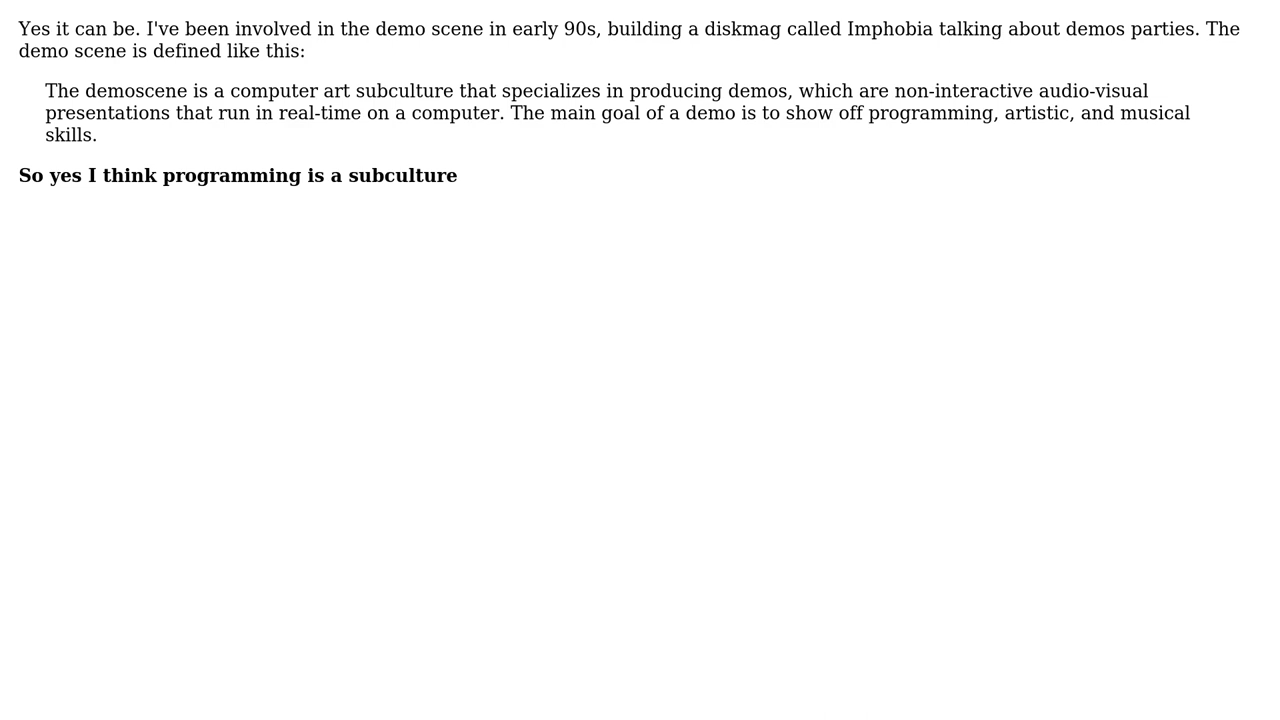 Yes it can be. I've been involved in the demo scene in early 90s, building a diskmag called Imphobia talking about demos parties. The
demo scene is defined like this:
The demoscene is a computer art subculture that specializes in producing demos, which are non-interactive audio-visual
presentations that run in real-time on a computer. The main goal of a demo is to show off programming, artistic, and musical
skills.
So yes I think programming is a subculture